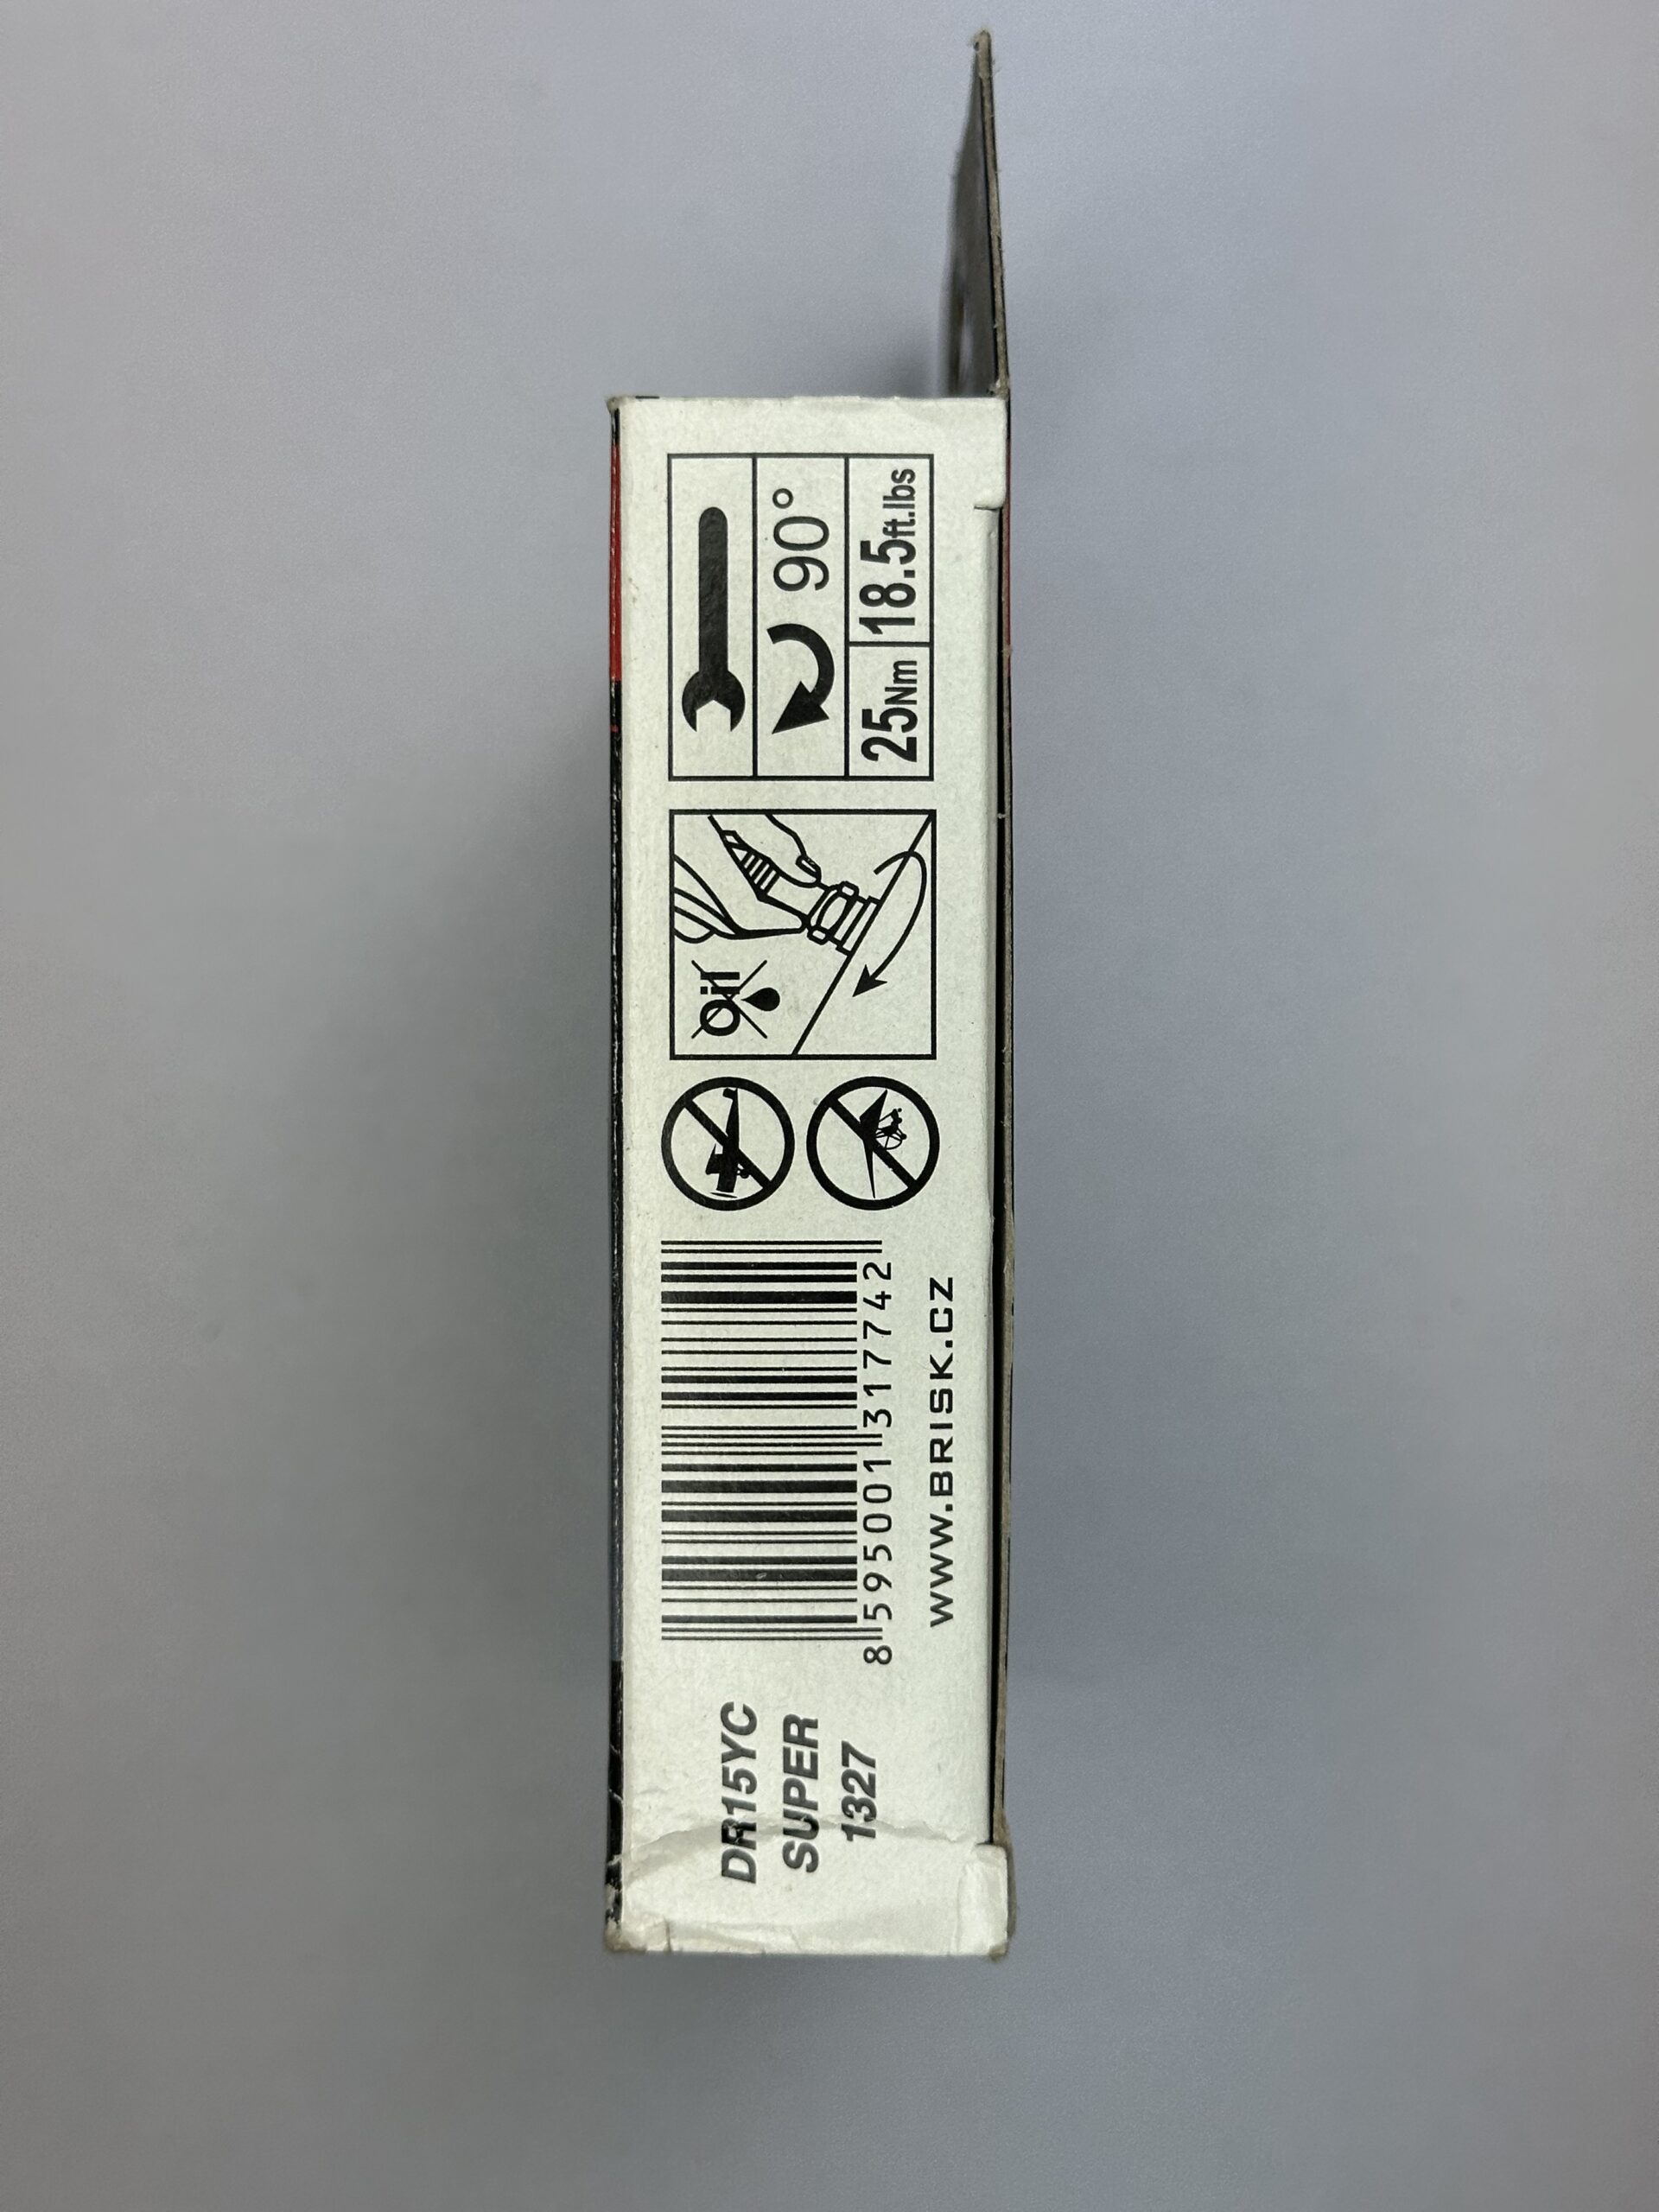 DR15YC
SUPER
1327
8 595001 317742
WWW.BRISK.CZ
Oil
90°
25Nm 18.5ft.lbs